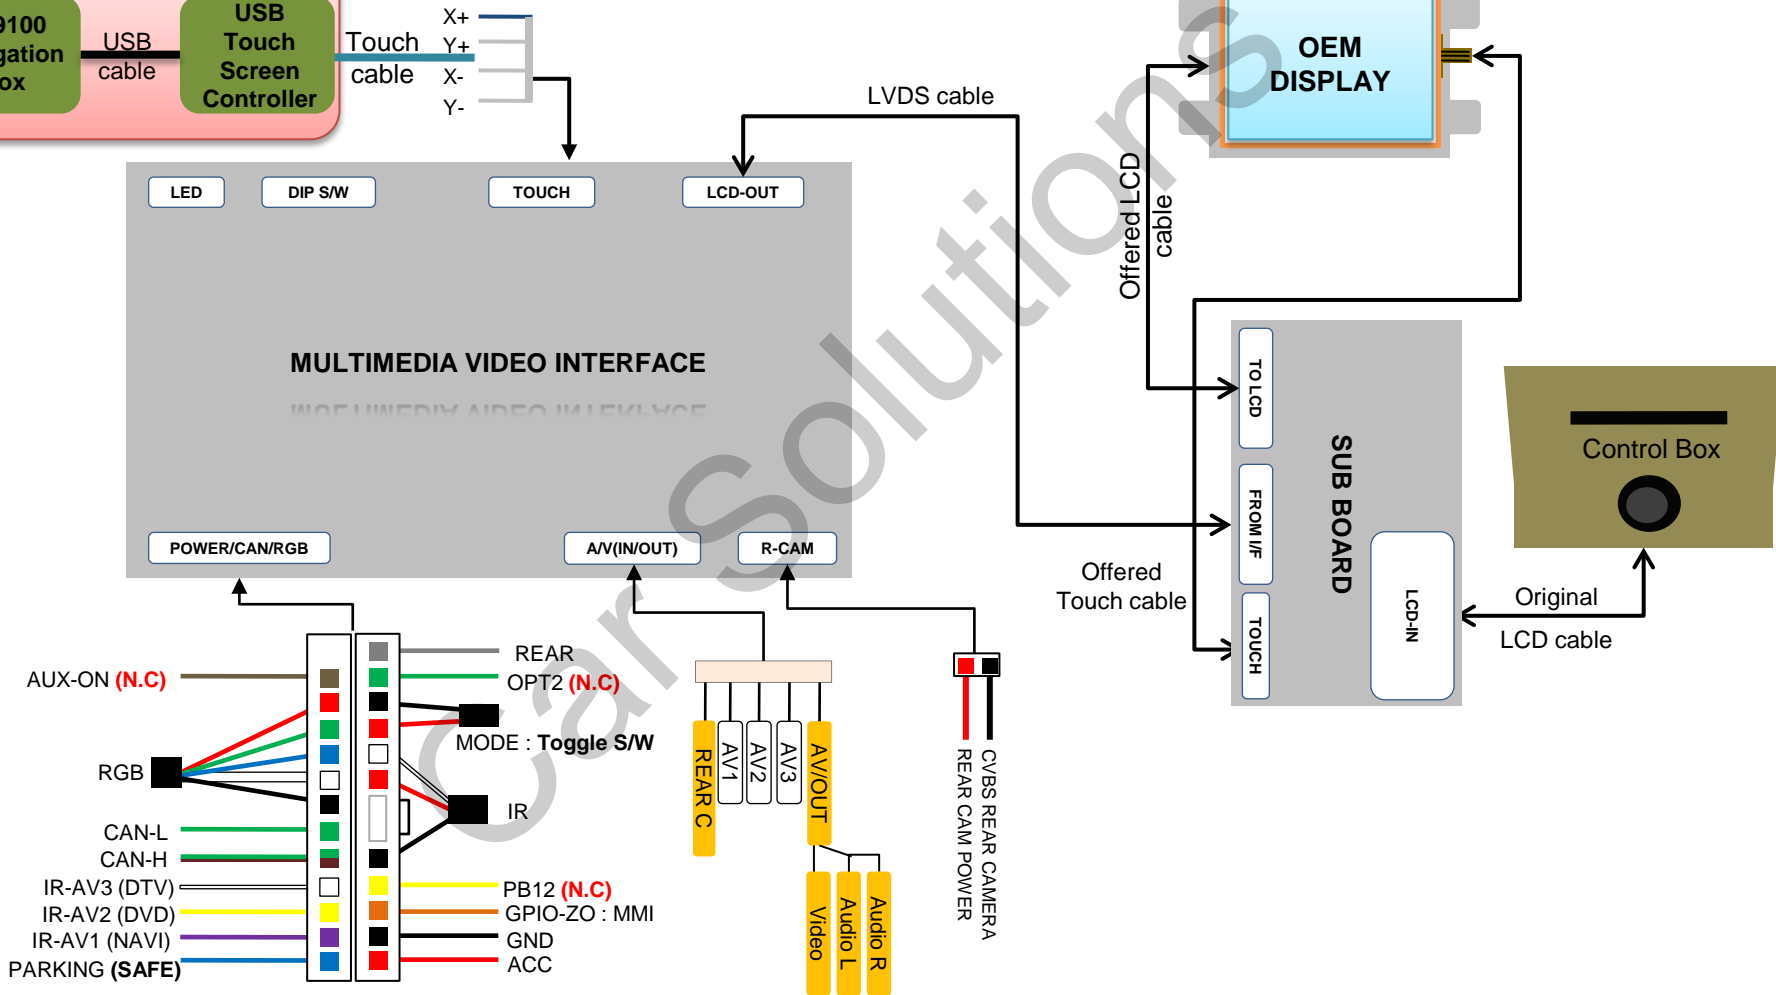 9100
gation
ox
USB
cable
USB
Touch
Screen
Controller
Touch
cable
X+
Y+
X-
Y-
LVDS cable
OEM
DISPLAY
Offered LCD
cable
LED
DIP S/W
TOUCH
LCD-OUT
MULTIMEDIA VIDEO INTERFACE
MULTIMEDIA VIDEO INTERFACE
POWER/CAN/RGB
A/V(IN/OUT)
R-CAM
TO LCD
FROM I/F
TOUCH
SUB BOARD
LCD-IN
Control Box
Original
LCD cable
Offered
Touch cable
AUX-ON (N.C)
RGB
CAN-L
CAN-H
IR-AV3 (DTV)
IR-AV2 (DVD)
IR-AV1 (NAVI)
PARKING (SAFE)
REAR
OPT2 (N.C)
MODE : Toggle S/W
IR
PB12 (N.C)
GPIO-ZO : MMI
GND
ACC
REAR C
AV1
AV2
AV3
AV/OUT
Video
Audio L
Audio R
REAR CAM POWER
CVBS REAR CAMERA
Car Solutions